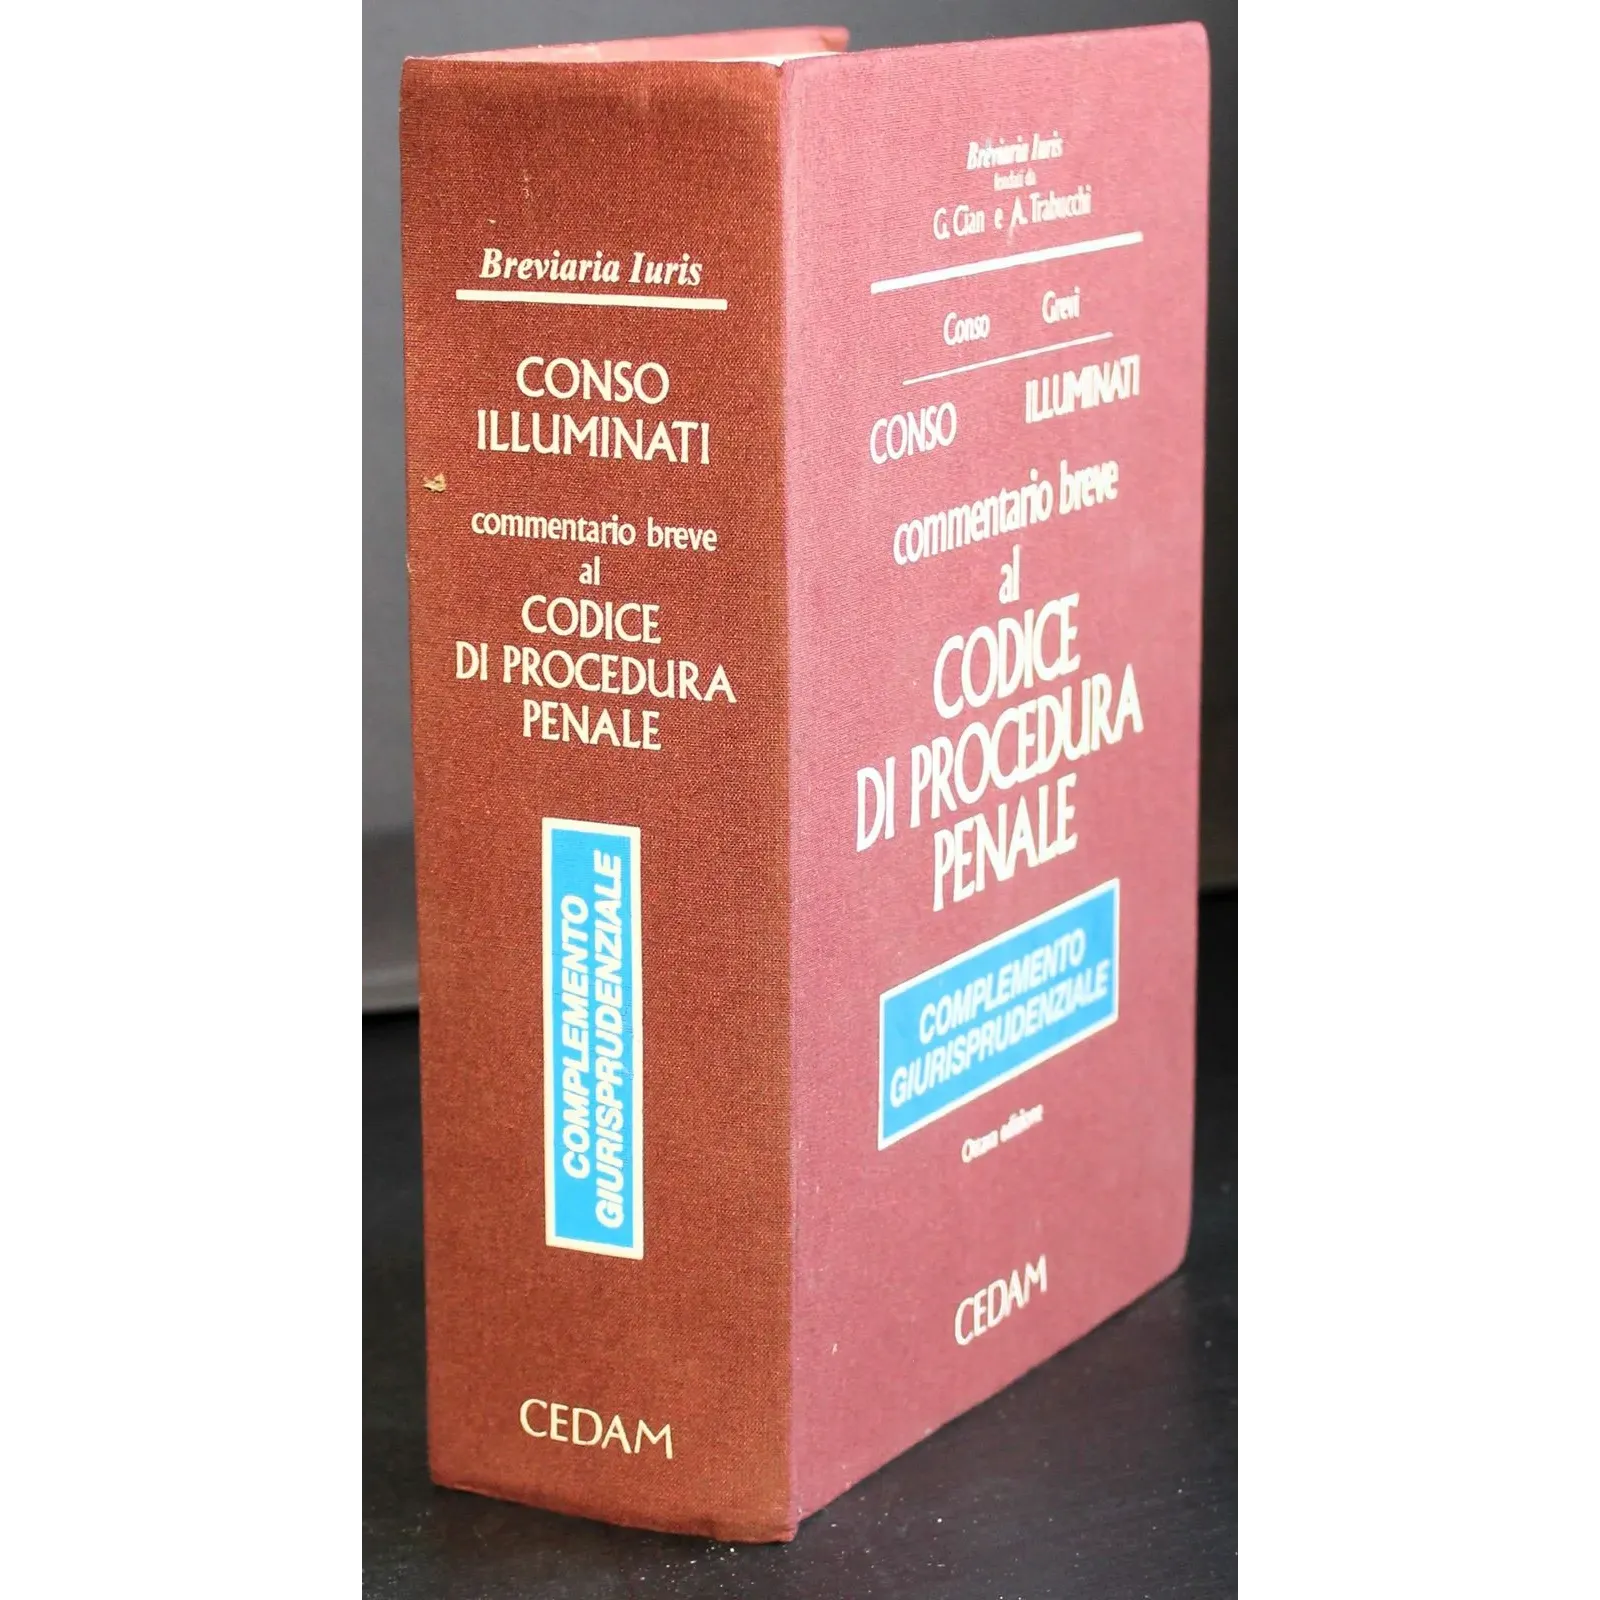 Breviaria Iuris
CONSO
ILLUMINATI
commentario breve
al
CODICE
DI PROCEDURA
PENALE
COMPLEMENTO
GIURISPRUDENZIALE
CEDAM
Breviaria Iuris
fondati da
G. Cian e A. Trabucchi
Conso Grevi
CONSO ILLUMINATI
commentario breve
al
CODICE
DI PROCEDURA
PENALE
COMPLEMENTO
GIURISPRUDENZIALE
Ottava edizione
CEDAM